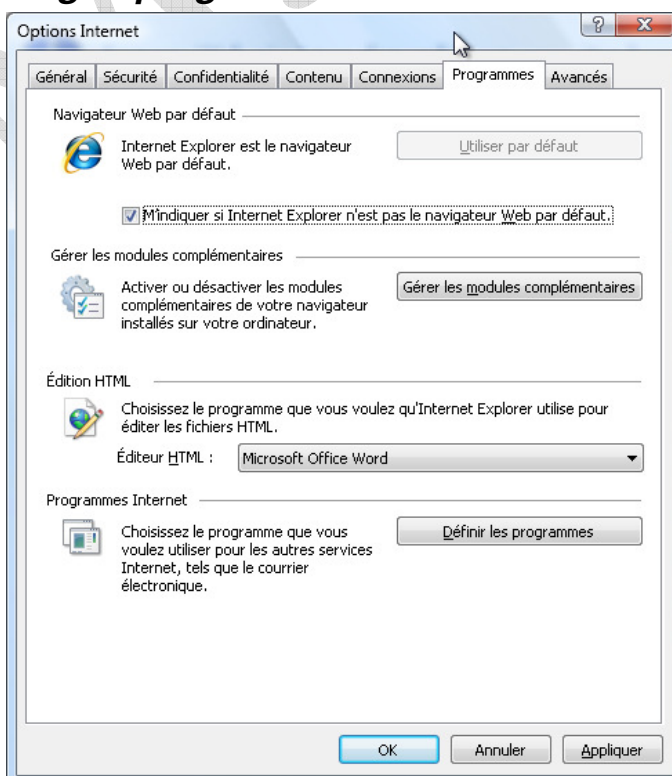 Options Internet
Général Sécurité Confidentialité Contenu Connexions Programmes Avancés
Navigateur Web par défaut
Internet Explorer est le navigateur
Web par défaut.
Utiliser par défaut
M'indiquer si Internet Explorer n'est pas le navigateur Web par défaut.
Gérer les modules complémentaires
Activer ou désactiver les modules
complémentaires de votre navigateur
installés sur votre ordinateur.
Gérer les modules complémentaires
Édition HTML
Choisissez le programme que vous voulez qu'Internet Explorer utilise pour
éditer les fichiers HTML.
Éditeur HTML : Microsoft Office Word
Programmes Internet
Choisissez le programme que vous
voulez utiliser pour les autres services
Internet, tels que le courrier
électronique.
Définir les programmes
OK Annuler Appliquer